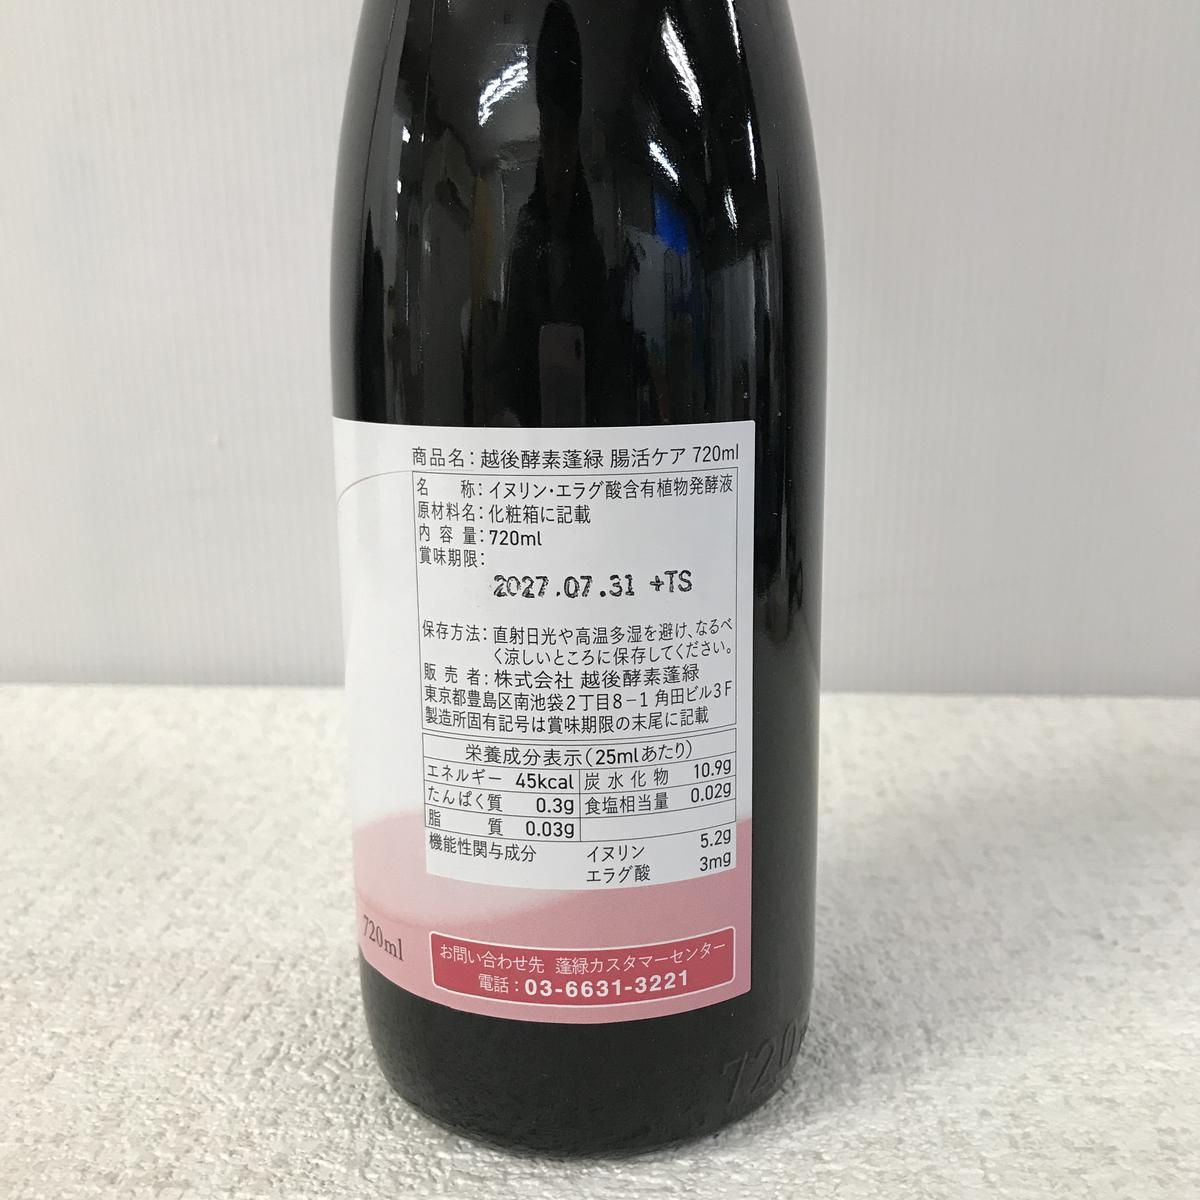 商品名：越後酵素蓬緑 腸活ケア 720ml
名　称：イヌリン・エラグ酸含有植物発酵液
原材料名：化粧箱に記載
内容量：720ml
賞味期限：
2027.07.31 +TS
保存方法：直射日光や高温多湿を避け、なるべ
く涼しいところに保存してください。
販売者：株式会社 越後酵素蓬緑
東京都豊島区南池袋2丁目8-1 角田ビル3F
製造所固有記号は賞味期限の末尾に記載
栄養成分表示（25mlあたり）
エネルギー 45kcal 炭水化物 10.9g
たんぱく質 0.3g 食塩相当量 0.02g
脂質 0.03g
機能性関与成分 イヌリン 5.2g
エラグ酸 3mg
720ml
お問い合わせ先 蓬緑カスタマーセンター
電話：03-6631-3221
720